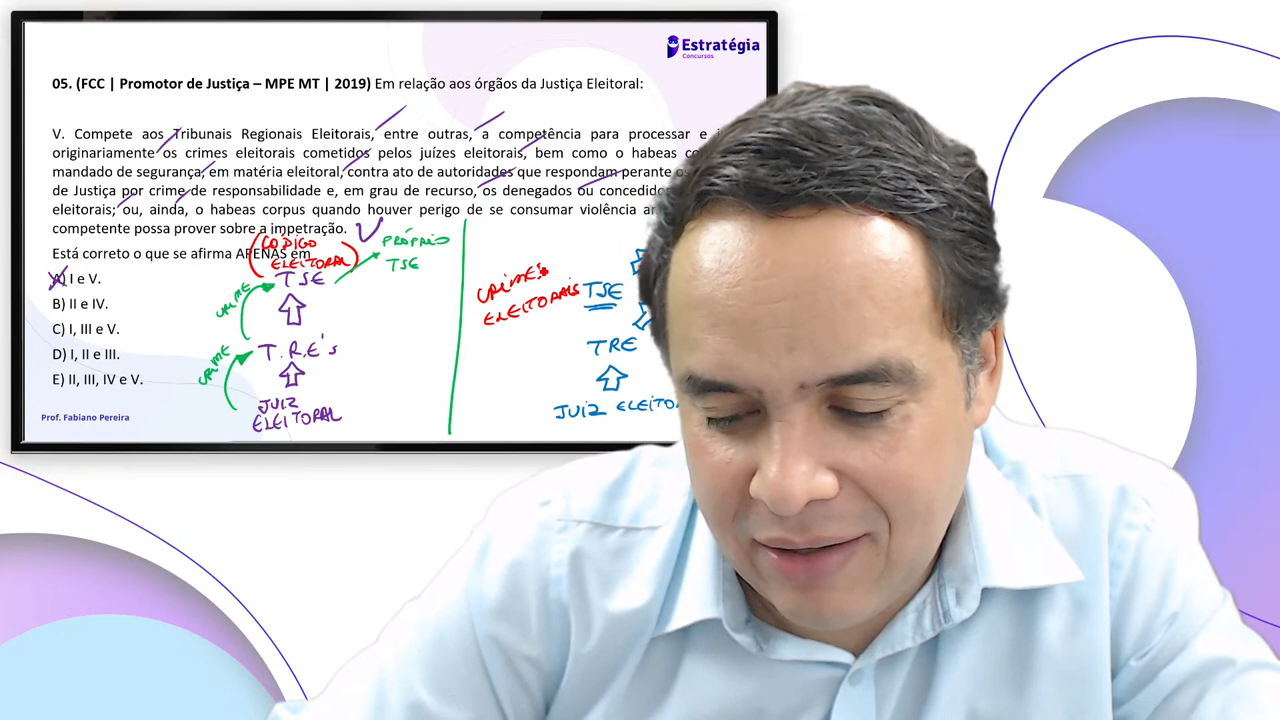 Estratégia
Concursos
05. (FCC | Promotor de Justiça – MPE MT | 2019) Em relação aos órgãos da Justiça Eleitoral:
V. Compete aos Tribunais Regionais Eleitorais, entre outras, a competência para processar e
originariamente os crimes eleitorais cometidos pelos juízes eleitorais, bem como o habeas
mandado de segurança, em matéria eleitoral, contra ato de autoridades que respondam perante
de Justiça por crime de responsabilidade e, em grau de recurso, os denegados ou
eleitorais; ou, ainda, o habeas corpus quando houver perigo de se consumar violência
competente possa prover sobre a impetração.
Está correto o que se afirma APENAS em
A) I e V.
B) II e IV.
C) I, III e V.
D) I, II e III.
E) II, III, IV e V.
Prof. Fabiano Pereira
(CÓDIGO
ELEITORAL)
TSE
PRÓPRIO
TSE
CRIME
T.R.E's
CRIME
JUIZ
ELEITORAL
CRIMES
ELEITORAIS
TSE
TRE
JUIZ